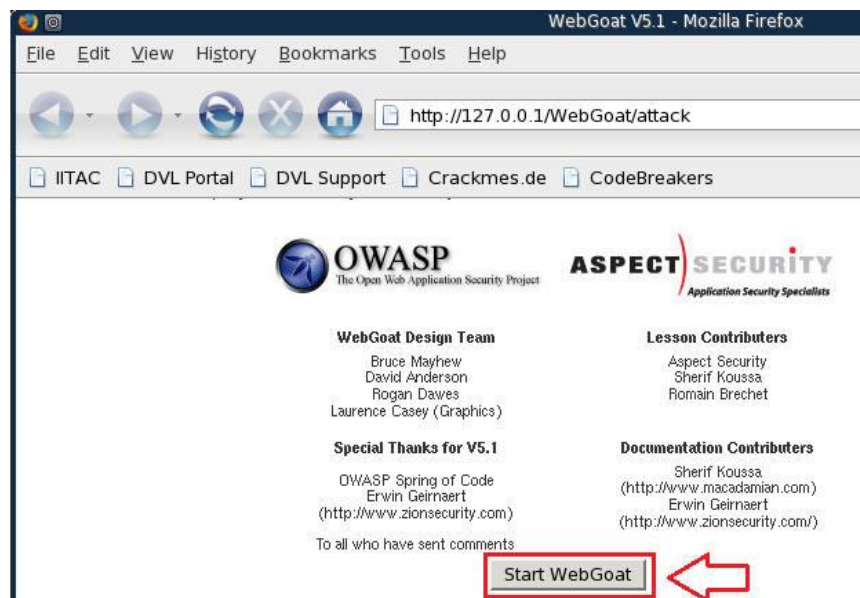 WebGoat V5.1 - Mozilla Firefox
File Edit View History Bookmarks Tools Help
http://127.0.0.1/WebGoat/attack
IITAC DVL Portal DVL Support Crackmes.de CodeBreakers
OWASP
The Open Web Application Security Project
ASPECT SECURITY
Application Security Specialists
WebGoat Design Team
Bruce Mayhew
David Anderson
Rogan Dawes
Laurence Casey (Graphics)
Lesson Contributers
Aspect Security
Sherif Koussa
Romain Brechet
Special Thanks for V5.1
OWASP Spring of Code
Erwin Geirnaert
(http://www.zionsecurity.com)
To all who have sent comments
Documentation Contributers
Sherif Koussa
(http://www.macadamian.com)
Erwin Geirnaert
(http://www.zionsecurity.com/)
Start WebGoat